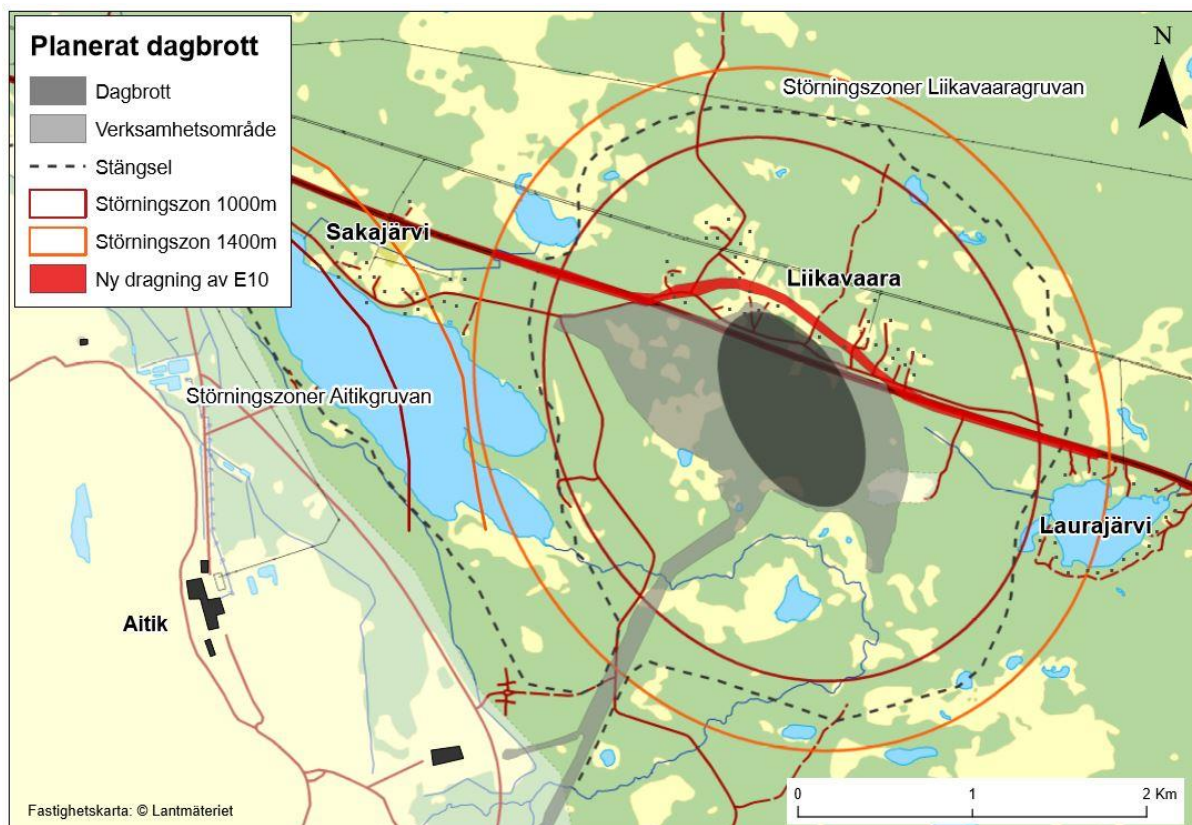 Planerat dagbrott
Dagbrott
Verksamhetsområde
Stängsel
Störningszon 1000m
Störningszon 1400m
Ny dragning av E10
Störningszoner Liikavaaragruvan
N
Sakajärvi
Liikavaara
Störningszoner Aitikgruvan
Laurajärvi
Aitik
0 1 2 Km
Fastighetskarta: © Lantmäteriet